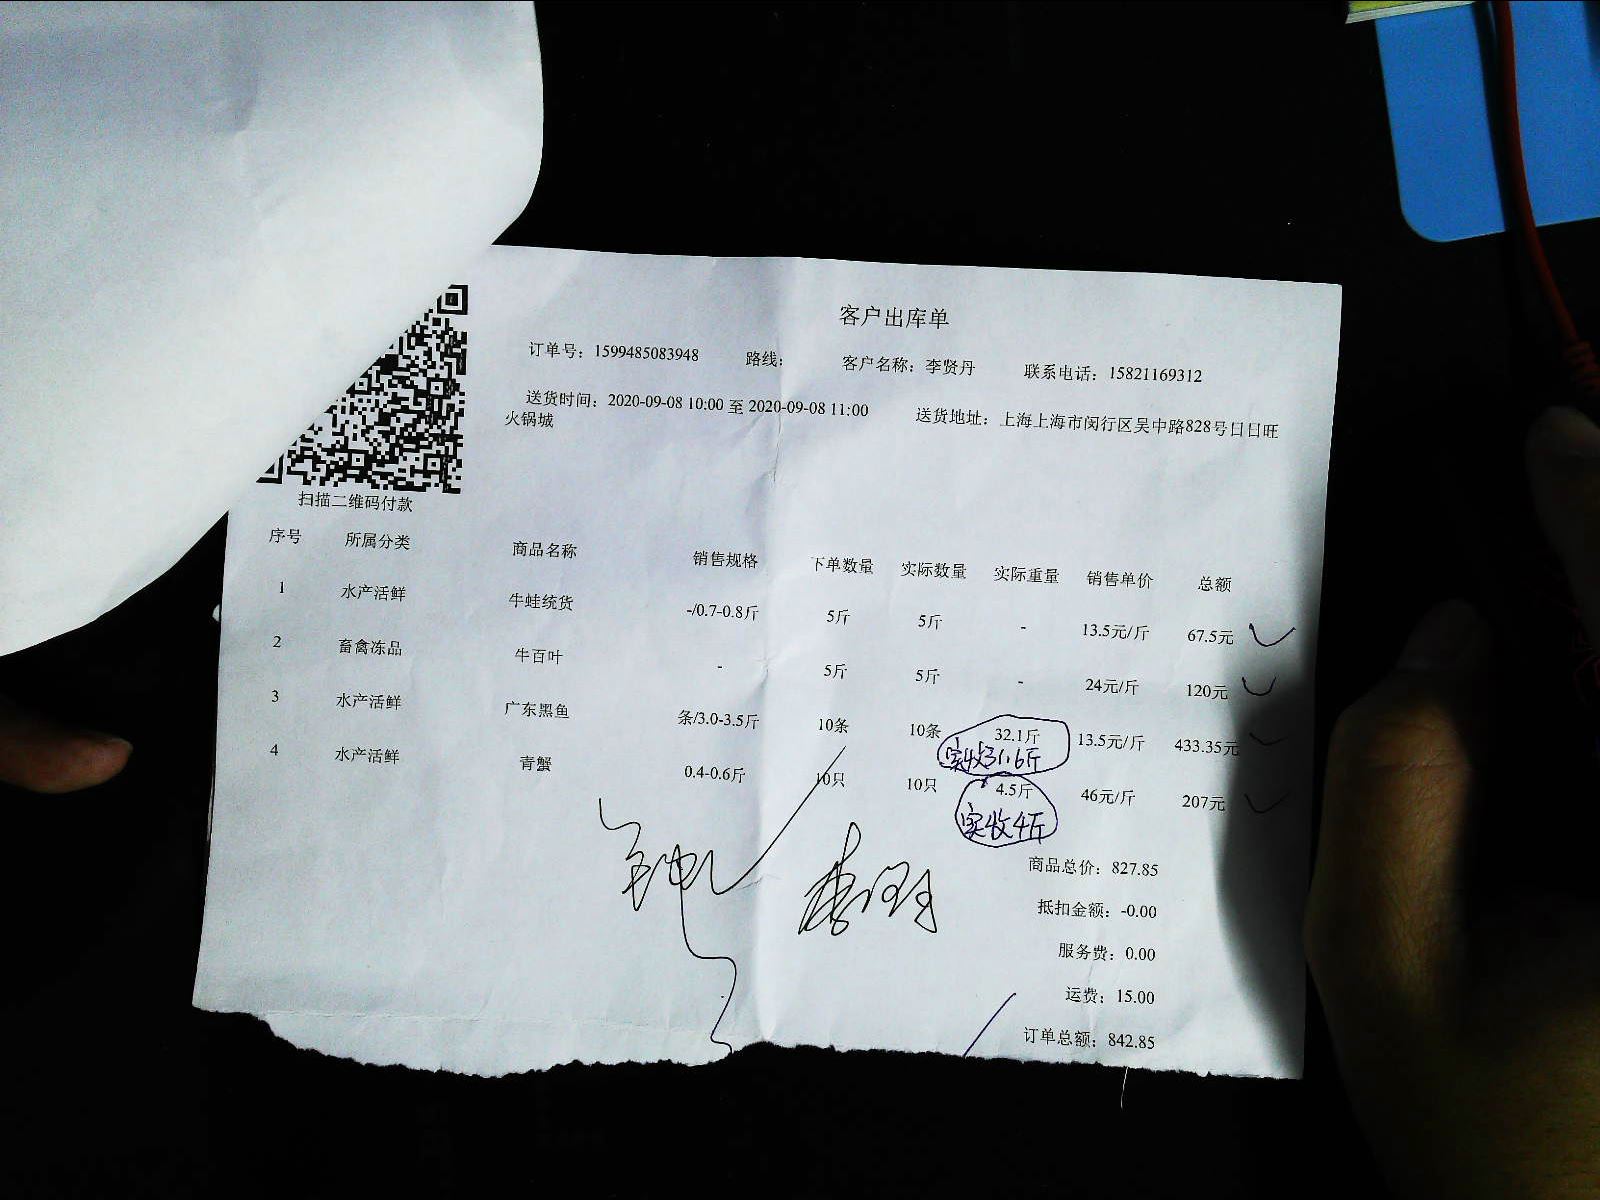 客户出库单
订单号：1599485083948 路线： 客户名称：李贤丹 联系电话：15821169312
送货时间：2020-09-08 10:00 至 2020-09-08 11:00 送货地址：上海上海市闵行区吴中路828号日日旺
火锅城
扫描二维码付款
序号 所属分类 商品名称 销售规格 下单数量 实际数量 实际重量 销售单价 总额
1 水产活鲜 牛蛙统货 -/0.7-0.8斤 5斤 5斤 - 13.5元/斤 67.5元
2 畜禽冻品 牛百叶 - 5斤 5斤 - 24元/斤 120元
3 水产活鲜 广东黑鱼 条/3.0-3.5斤 10条 10条 32.1斤 13.5元/斤 433.35元
实收31.6斤
4 水产活鲜 青蟹 0.4-0.6斤 10只 10只 4.5斤 46元/斤 207元
实收4斤
商品总价：827.85
抵扣金额：-0.00
服务费：0.00
运费：15.00
订单总额：842.85